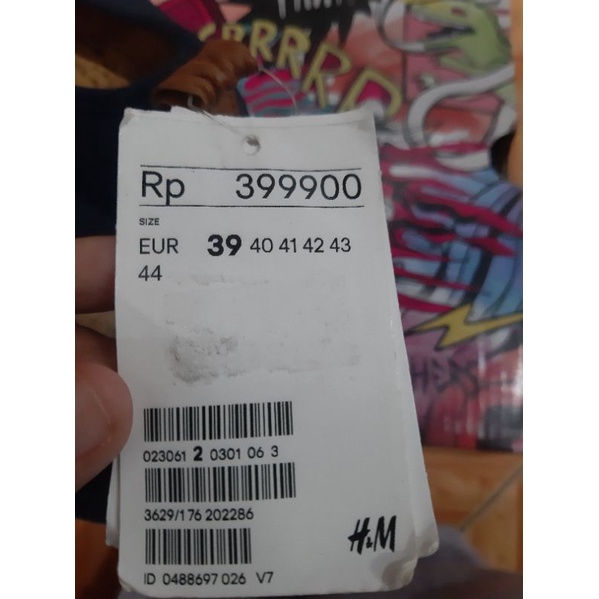 RRRRR
Rp 399900
SIZE
EUR 39 40 41 42 43
44
023061 2 0301 06 3
3629/176 202286
H&M
ID 0488697 026 V7